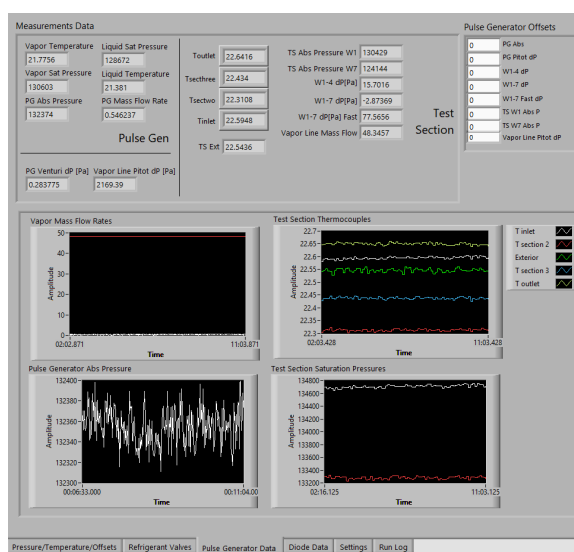 Measurements Data
Pulse Generator Offsets
Vapor Temperature
Liquid Sat Pressure
21.7756
128672
Vapor Sat Pressure
Liquid Temperature
130603
21.381
PG Abs Pressure
PG Mass Flow Rate
132374
0.546237
Pulse Gen
PG Venturi dP [Pa]
Vapor Line Pitot dP [Pa]
0.283775
2169.39
Toutlet 22.6416
Tsecthree 22.434
Tsectwo 22.3108
Tinlet 22.5948
TS Ext 22.5436
TS Abs Pressure W1 130429
TS Abs Pressure W7 124144
W1-4 dP[Pa] 15.7016
W1-7 dP[Pa] -2.87369
W1-7 dP[Pa] Fast 77.5656
Vapor Line Mass Flow 48.3457
Test
Section
0 PG Abs
0 PG Pitot dP
0 W1-4 dP
0 W1-7 dP
0 W1-7 Fast dP
0 TS W1 Abs P
0 TS W7 Abs P
0 Vapor Line Pitot dP
Vapor Mass Flow Rates
50
40
30
20
10
0
Amplitude
02:02.871
11:03.871
Time
Test Section Thermocouples
22.7
22.65
22.6
22.55
22.5
22.45
22.4
22.35
22.3
Amplitude
02:03.428
11:03.428
Time
T inlet
T section 2
Exterior
T section 3
T outlet
Pulse Generator Abs Pressure
132400
132380
132360
132340
132320
132300
Amplitude
00:06:33.000
00:11:04.00
Time
Test Section Saturation Pressures
134800
134600
134400
134200
134000
133800
133600
133400
133200
Amplitude
02:16.125
11:03.125
Time
Pressure/Temperature/Offsets
Refrigerant Valves
Pulse Generator Data
Diode Data
Settings
Run Log